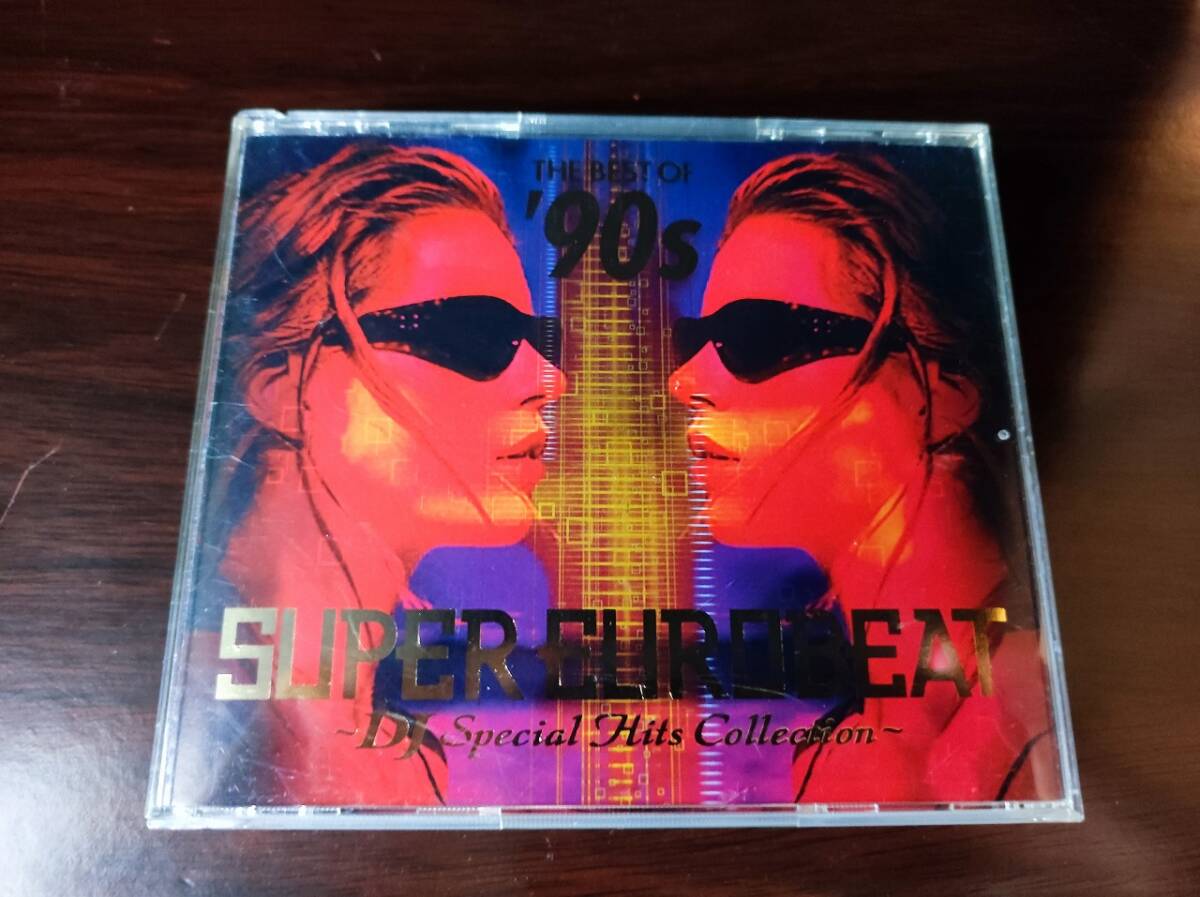 THE BEST OF
'90s
SUPER EUROBEAT
~DJ Special Hits Collection~